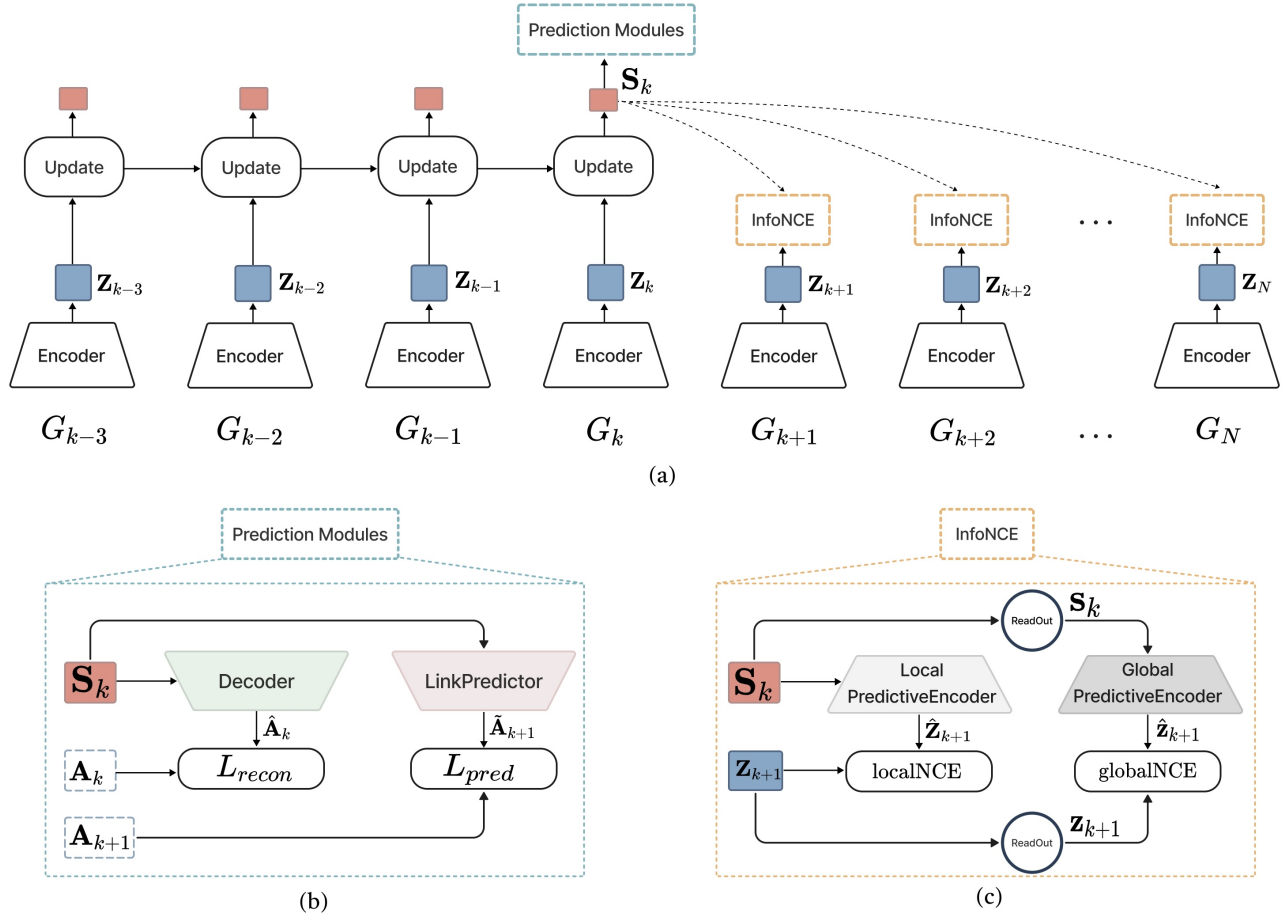 Prediction Modules
S_k
Update Update Update Update
InfoNCE InfoNCE . . . InfoNCE
Z_{k−3} Z_{k−2} Z_{k−1} Z_k Z_{k+1} Z_{k+2} Z_N
Encoder Encoder Encoder Encoder Encoder Encoder Encoder
G_{k−3} G_{k−2} G_{k−1} G_k G_{k+1} G_{k+2} . . . G_N
(a)
Prediction Modules
S_k
Decoder
LinkPredictor
Â_k
Ã_{k+1}
A_k
L_{recon}
L_{pred}
A_{k+1}
(b)
InfoNCE
ReadOut
s_k
S_k
Local
PredictiveEncoder
Global
PredictiveEncoder
Ẑ_{k+1}
ẑ_{k+1}
Z_{k+1}
localNCE
globalNCE
ReadOut
z_{k+1}
(c)